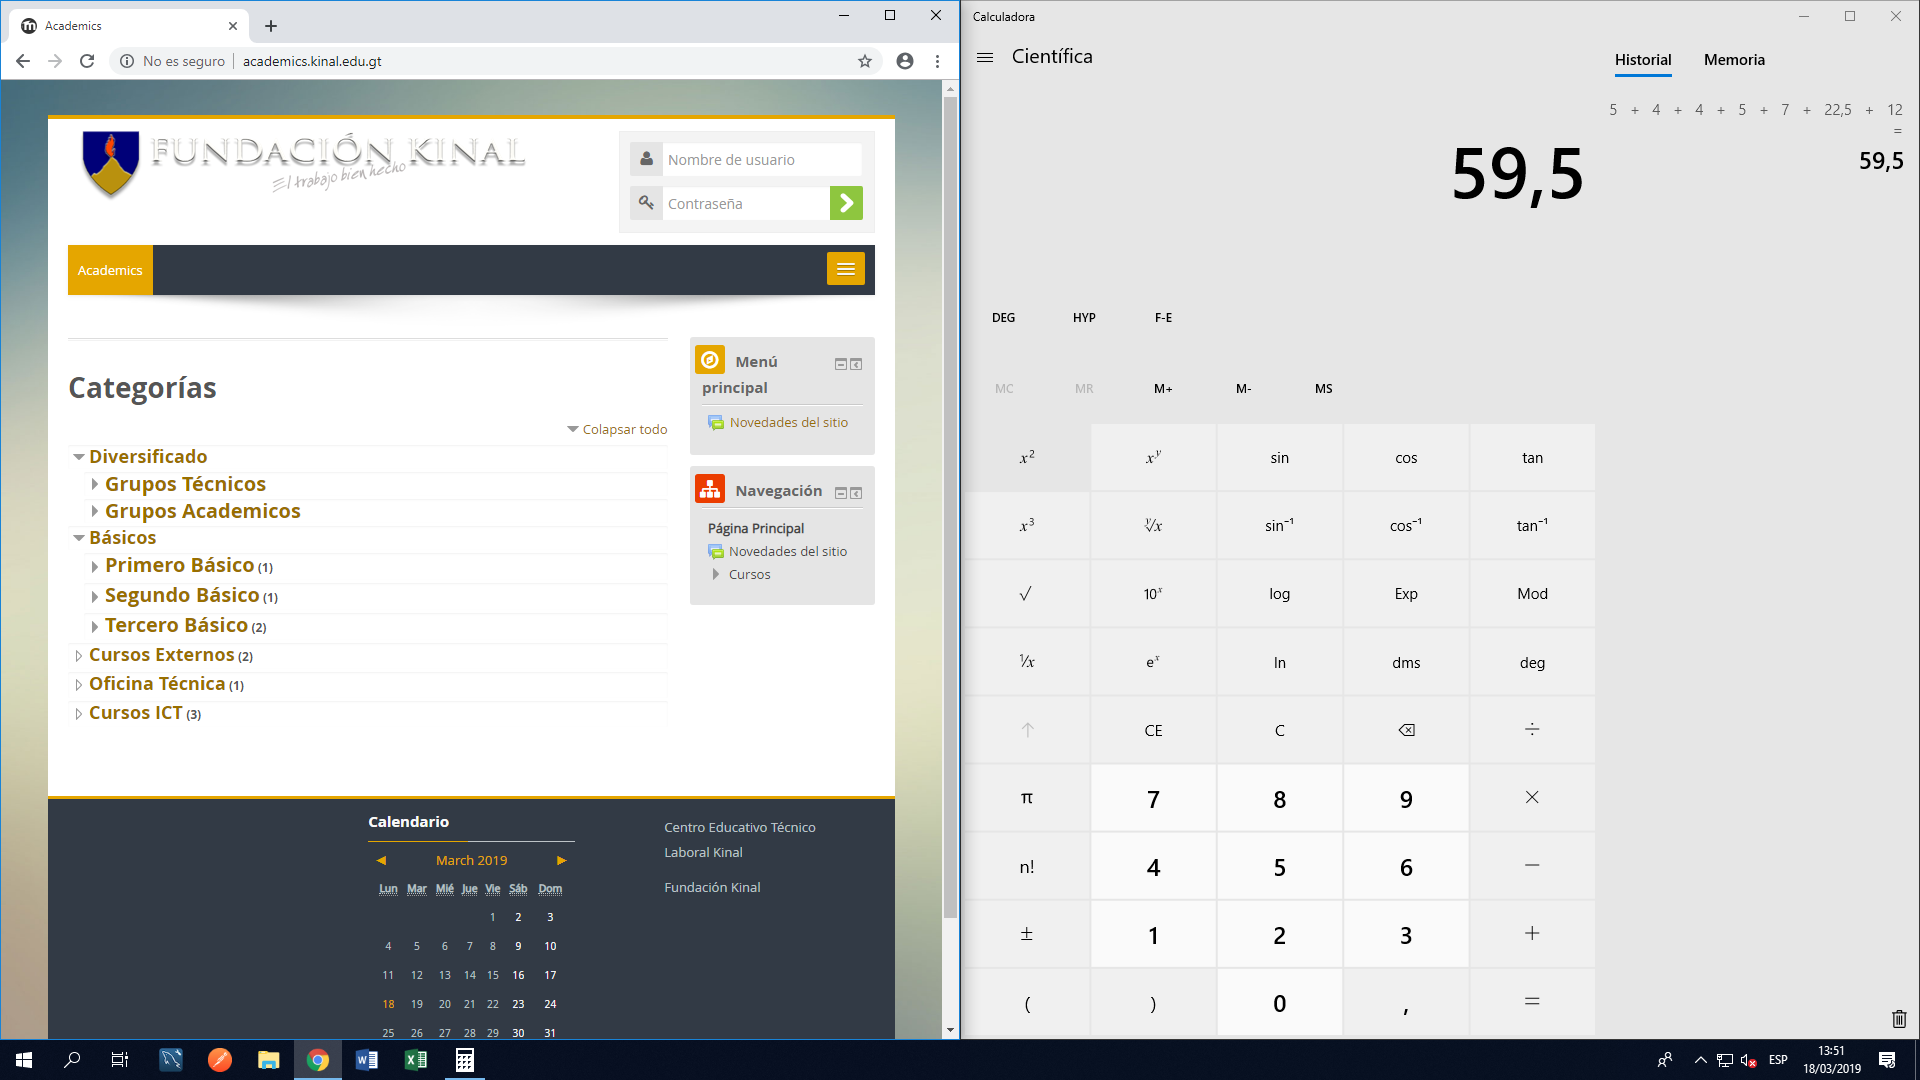 Academics
No es seguro
academics.kinal.edu.gt
FUNDACIÓN KINAL
El trabajo bien hecho
Nombre de usuario
Contraseña
Academics
Categorías
Colapsar todo
Diversificado
Grupos Técnicos
Grupos Academicos
Básicos
Primero Básico (1)
Segundo Básico (1)
Tercero Básico (2)
Cursos Externos (2)
Oficina Técnica (1)
Cursos ICT (3)
Menú
principal
Novedades del sitio
Navegación
Página Principal
Novedades del sitio
Cursos
Calendario
◄ March 2019 ►
Lun Mar Mié Jue Vie Sáb Dom
1 2 3
4 5 6 7 8 9 10
11 12 13 14 15 16 17
18 19 20 21 22 23 24
25 26 27 28 29 30 31
Centro Educativo Técnico
Laboral Kinal
Fundación Kinal
Calculadora
Científica
Historial Memoria
5 + 4 + 4 + 5 + 7 + 22,5 + 12
=
59,5
59,5
DEG HYP F-E
MC MR M+ M- MS
x² xʸ sin cos tan
x³ ʸ√x sin⁻¹ cos⁻¹ tan⁻¹
√ 10ˣ log Exp Mod
¹/x eˣ ln dms deg
↑ CE C ⌫ ÷
π 7 8 9 ×
n! 4 5 6 −
± 1 2 3 +
( ) 0 , =
ESP
13:51
18/03/2019